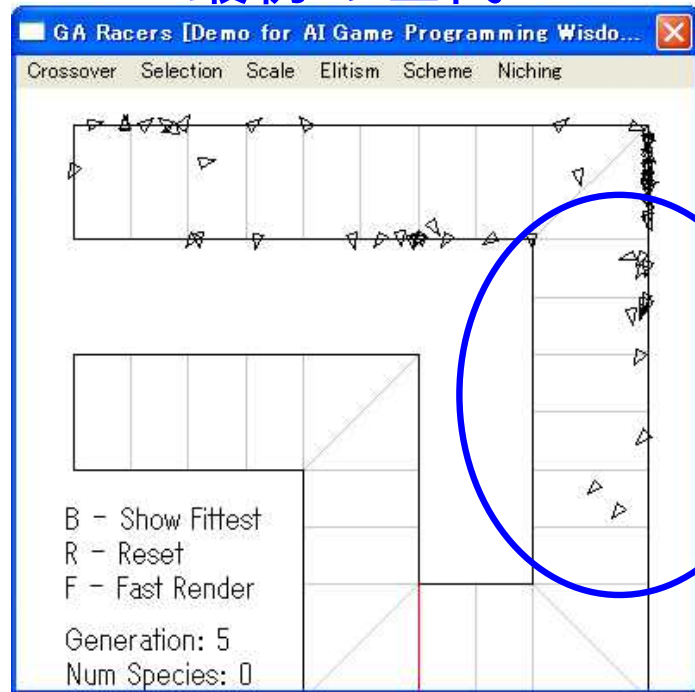 GA Racers [Demo for AI Game Programming Wisdo...
Crossover Selection Scale Elitism Scheme Niching
B - Show Fittest
R - Reset
F - Fast Render
Generation: 5
Num Species: 0